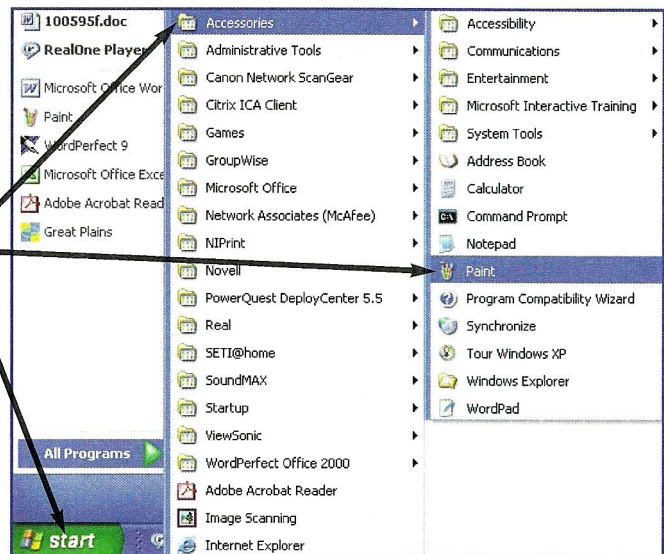 100595f.doc
RealOne Player
Microsoft Office Wor
Paint
WordPerfect 9
Microsoft Office Exce
Adobe Acrobat Read
Great Plains
All Programs
start
Accessories
Administrative Tools
Canon Network ScanGear
Citrix ICA Client
Games
GroupWise
Microsoft Office
Network Associates (McAfee)
NIPrint
Novell
PowerQuest DeployCenter 5.5
Real
SETI@home
SoundMAX
Startup
ViewSonic
WordPerfect Office 2000
Adobe Acrobat Reader
Image Scanning
Internet Explorer
Accessibility
Communications
Entertainment
Microsoft Interactive Training
System Tools
Address Book
Calculator
Command Prompt
Notepad
Paint
Program Compatibility Wizard
Synchronize
Tour Windows XP
Windows Explorer
WordPad